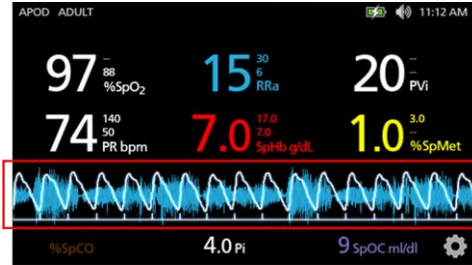 APOD ADULT 11:12 AM
97 -- 88 %SpO₂ 15 30 6 RRa 20 -- -- PVi
74 140 50 PR bpm 7.0 17.0 7.0 SpHb g/dL 1.0 3.0 -- %SpMet
%SpCO 4.0 Pi 9 SpOC ml/dl